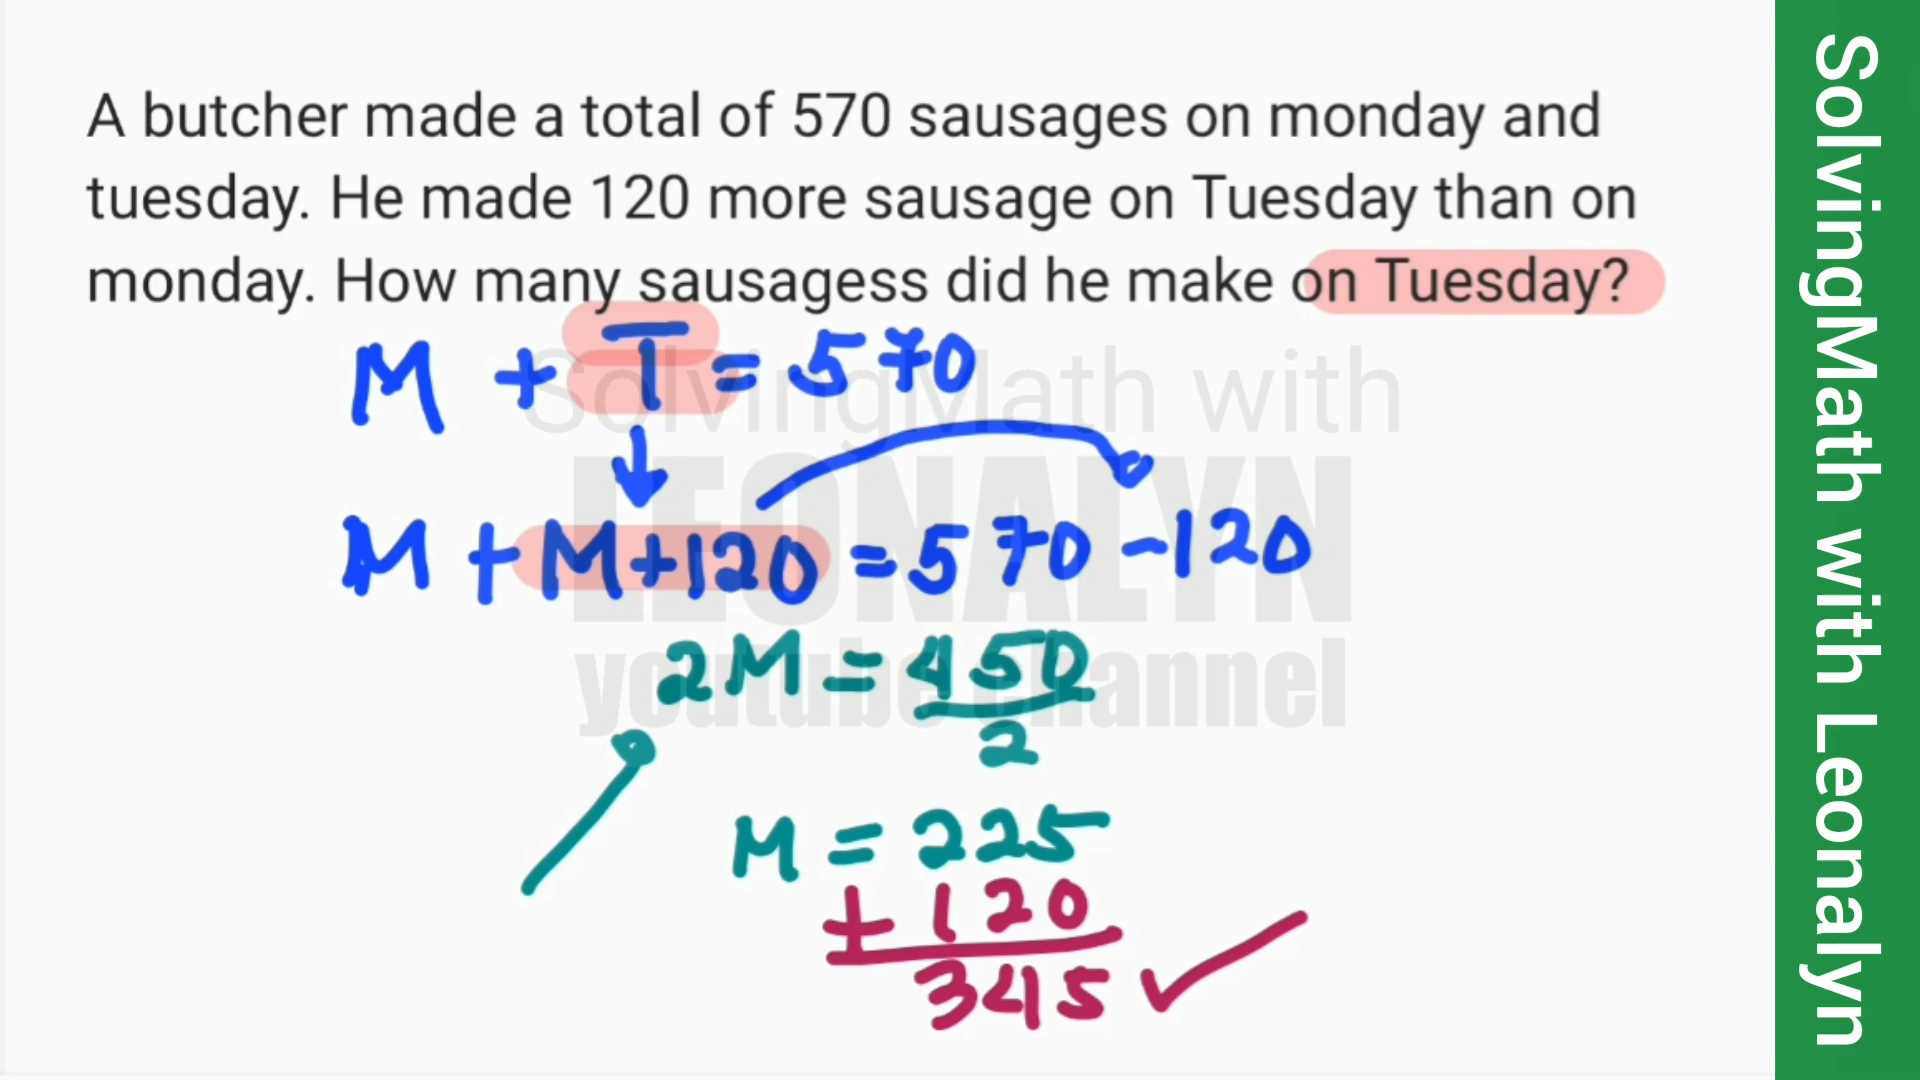 A butcher made a total of 570 sausages on monday and
tuesday. He made 120 more sausage on Tuesday than on
monday. How many sausagess did he make on Tuesday?
M + T = 570
M + M + 120 = 570 - 120
2M = 450
2
M = 225
+ 120
345 ✓
SolvingMath with
LEONALYN
youtube channel
SolvingMath with Leonalyn